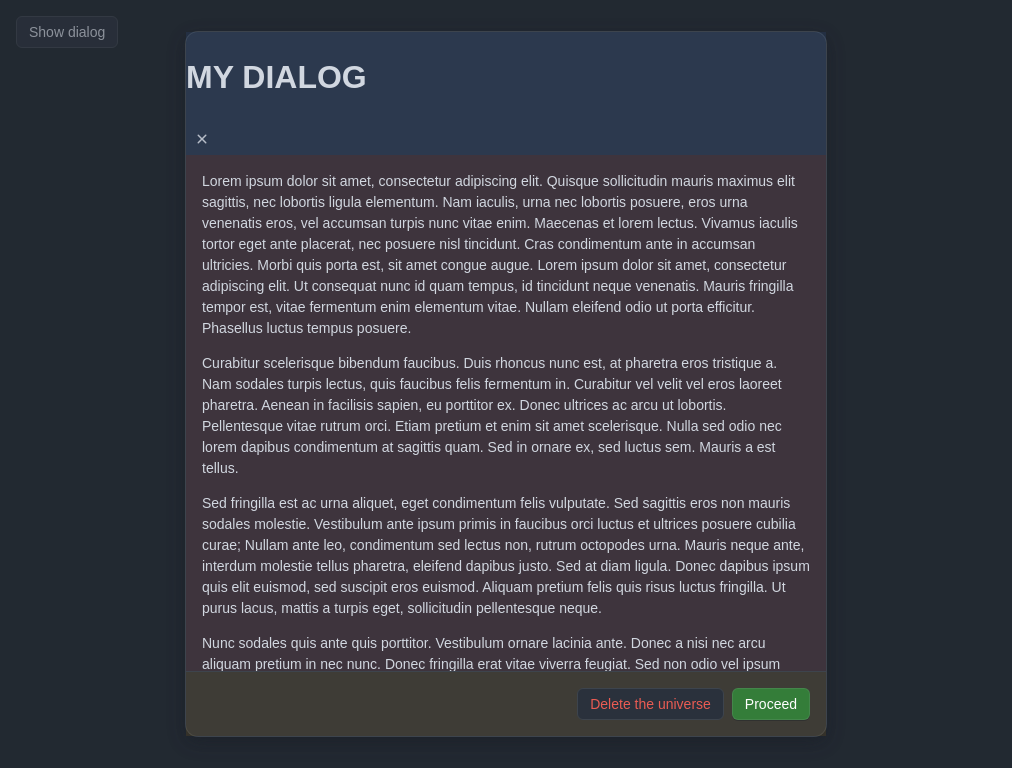 Show dialog
MY DIALOG
✕
Lorem ipsum dolor sit amet, consectetur adipiscing elit. Quisque sollicitudin mauris maximus elit
sagittis, nec lobortis ligula elementum. Nam iaculis, urna nec lobortis posuere, eros urna
venenatis eros, vel accumsan turpis nunc vitae enim. Maecenas et lorem lectus. Vivamus iaculis
tortor eget ante placerat, nec posuere nisl tincidunt. Cras condimentum ante in accumsan
ultricies. Morbi quis porta est, sit amet congue augue. Lorem ipsum dolor sit amet, consectetur
adipiscing elit. Ut consequat nunc id quam tempus, id tincidunt neque venenatis. Mauris fringilla
tempor est, vitae fermentum enim elementum vitae. Nullam eleifend odio ut porta efficitur.
Phasellus luctus tempus posuere.
Curabitur scelerisque bibendum faucibus. Duis rhoncus nunc est, at pharetra eros tristique a.
Nam sodales turpis lectus, quis faucibus felis fermentum in. Curabitur vel velit vel eros laoreet
pharetra. Aenean in facilisis sapien, eu porttitor ex. Donec ultrices ac arcu ut lobortis.
Pellentesque vitae rutrum orci. Etiam pretium et enim sit amet scelerisque. Nulla sed odio nec
lorem dapibus condimentum at sagittis quam. Sed in ornare ex, sed luctus sem. Mauris a est
tellus.
Sed fringilla est ac urna aliquet, eget condimentum felis vulputate. Sed sagittis eros non mauris
sodales molestie. Vestibulum ante ipsum primis in faucibus orci luctus et ultrices posuere cubilia
curae; Nullam ante leo, condimentum sed lectus non, rutrum octopodes urna. Mauris neque ante,
interdum molestie tellus pharetra, eleifend dapibus justo. Sed at diam ligula. Donec dapibus ipsum
quis elit euismod, sed suscipit eros euismod. Aliquam pretium felis quis risus luctus fringilla. Ut
purus lacus, mattis a turpis eget, sollicitudin pellentesque neque.
Nunc sodales quis ante quis porttitor. Vestibulum ornare lacinia ante. Donec a nisi nec arcu
aliquam pretium in nec nunc. Donec fringilla erat vitae viverra feugiat. Sed non odio vel ipsum
Delete the universe
Proceed